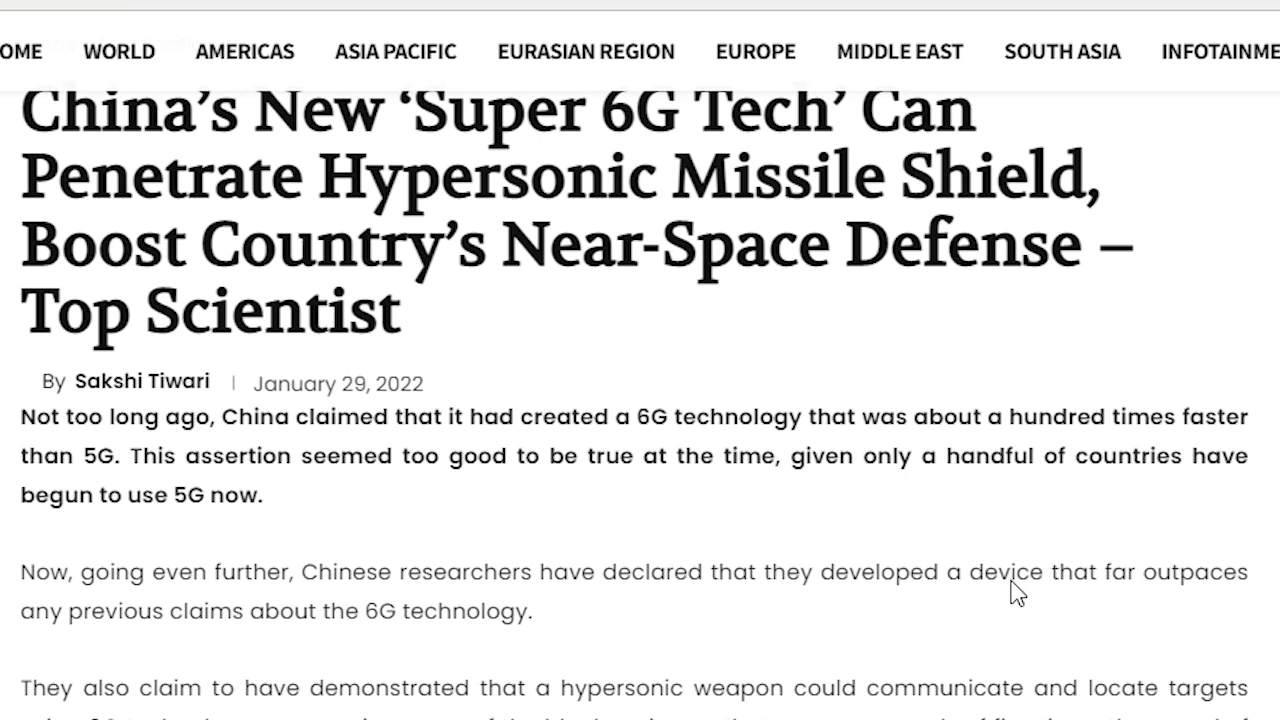 OME WORLD AMERICAS ASIA PACIFIC EURASIAN REGION EUROPE MIDDLE EAST SOUTH ASIA INFOTAINME
China’s New ‘Super 6G Tech’ Can
Penetrate Hypersonic Missile Shield,
Boost Country’s Near-Space Defense –
Top Scientist
By Sakshi Tiwari | January 29, 2022
Not too long ago, China claimed that it had created a 6G technology that was about a hundred times faster
than 5G. This assertion seemed too good to be true at the time, given only a handful of countries have
begun to use 5G now.
Now, going even further, Chinese researchers have declared that they developed a device that far outpaces
any previous claims about the 6G technology.
They also claim to have demonstrated that a hypersonic weapon could communicate and locate targets